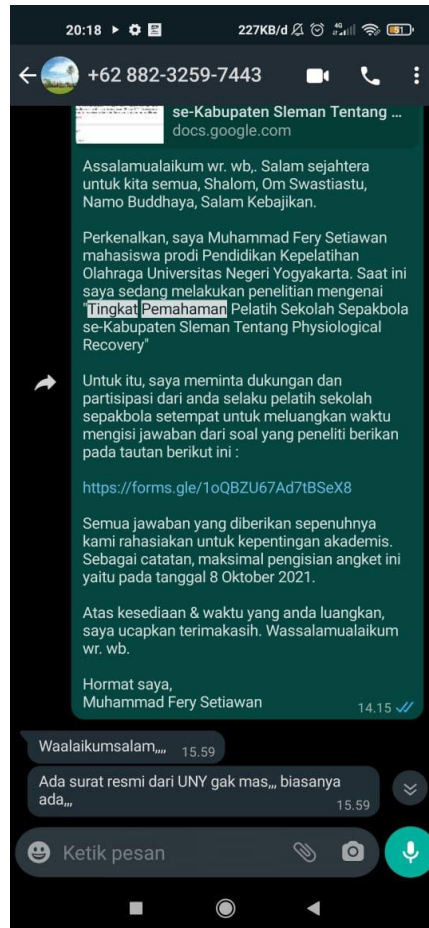 20:18
227KB/d
4G
51
+62 882-3259-7443
se-Kabupaten Sleman Tentang ...
docs.google.com
Assalamualaikum wr. wb,. Salam sejahtera
untuk kita semua, Shalom, Om Swastiastu,
Namo Buddhaya, Salam Kebajikan.
Perkenalkan, saya Muhammad Fery Setiawan
mahasiswa prodi Pendidikan Kepelatihan
Olahraga Universitas Negeri Yogyakarta. Saat ini
saya sedang melakukan penelitian mengenai
"Tingkat Pemahaman Pelatih Sekolah Sepakbola
se-Kabupaten Sleman Tentang Physiological
Recovery"
Untuk itu, saya meminta dukungan dan
partisipasi dari anda selaku pelatih sekolah
sepakbola setempat untuk meluangkan waktu
mengisi jawaban dari soal yang peneliti berikan
pada tautan berikut ini :
https://forms.gle/1oQBZU67Ad7tBSeX8
Semua jawaban yang diberikan sepenuhnya
kami rahasiakan untuk kepentingan akademis.
Sebagai catatan, maksimal pengisian angket ini
yaitu pada tanggal 8 Oktober 2021.
Atas kesediaan & waktu yang anda luangkan,
saya ucapkan terimakasih. Wassalamualaikum
wr. wb.
Hormat saya,
Muhammad Fery Setiawan
14.15
Waalaikumsalam,,,,
15.59
Ada surat resmi dari UNY gak mas,,, biasanya
ada,,,
15.59
Ketik pesan